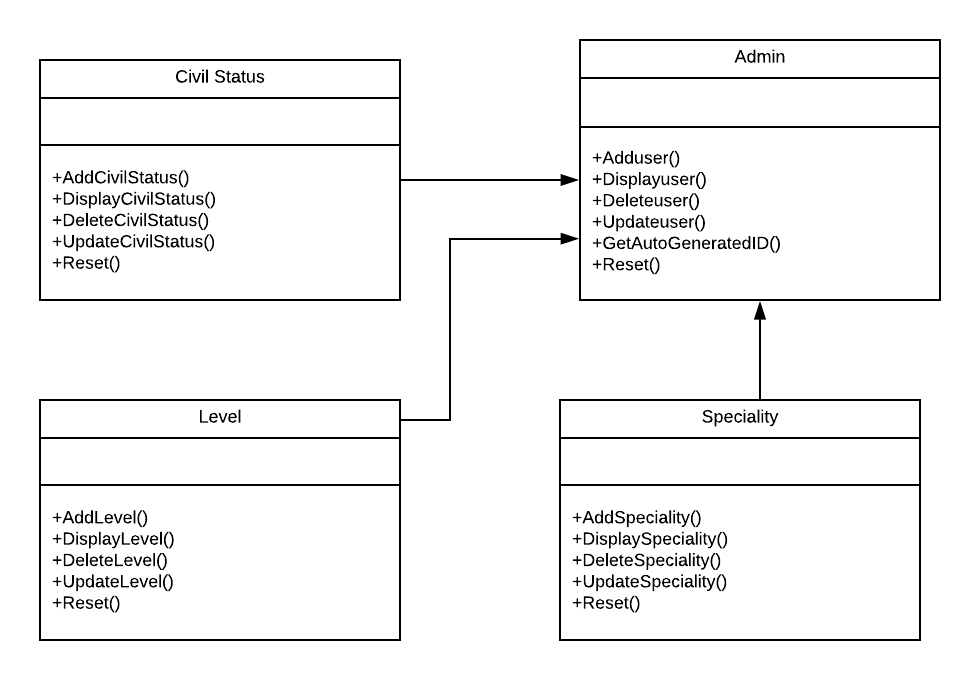 Civil Status
+AddCivilStatus()
+DisplayCivilStatus()
+DeleteCivilStatus()
+UpdateCivilStatus()
+Reset()
Admin
+Adduser()
+Displayuser()
+Deleteuser()
+Updateuser()
+GetAutoGeneratedID()
+Reset()
Level
+AddLevel()
+DisplayLevel()
+DeleteLevel()
+UpdateLevel()
+Reset()
Speciality
+AddSpeciality()
+DisplaySpeciality()
+DeleteSpeciality()
+UpdateSpeciality()
+Reset()